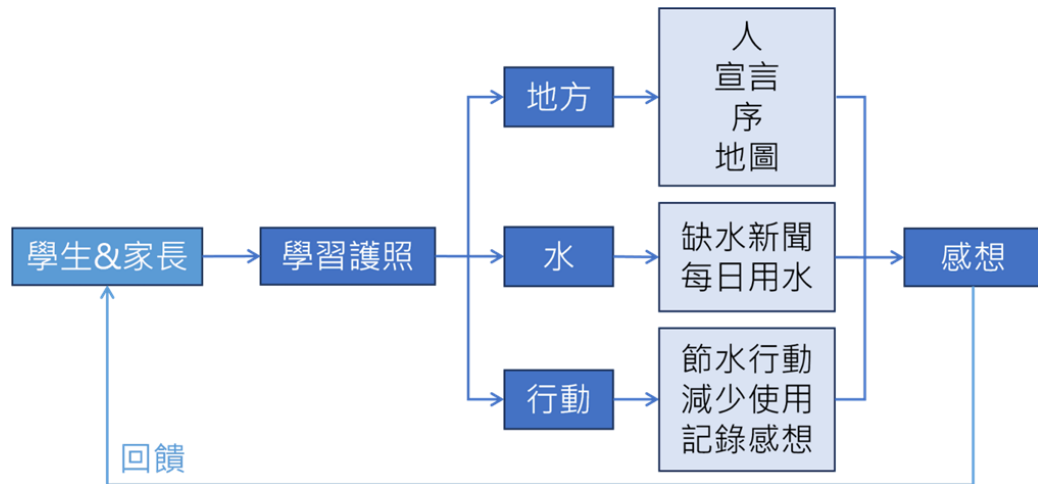 學生&家長
學習護照
地方
人
宣言
序
地圖
水
缺水新聞
每日用水
行動
節水行動
減少使用
記錄感想
感想
回饋